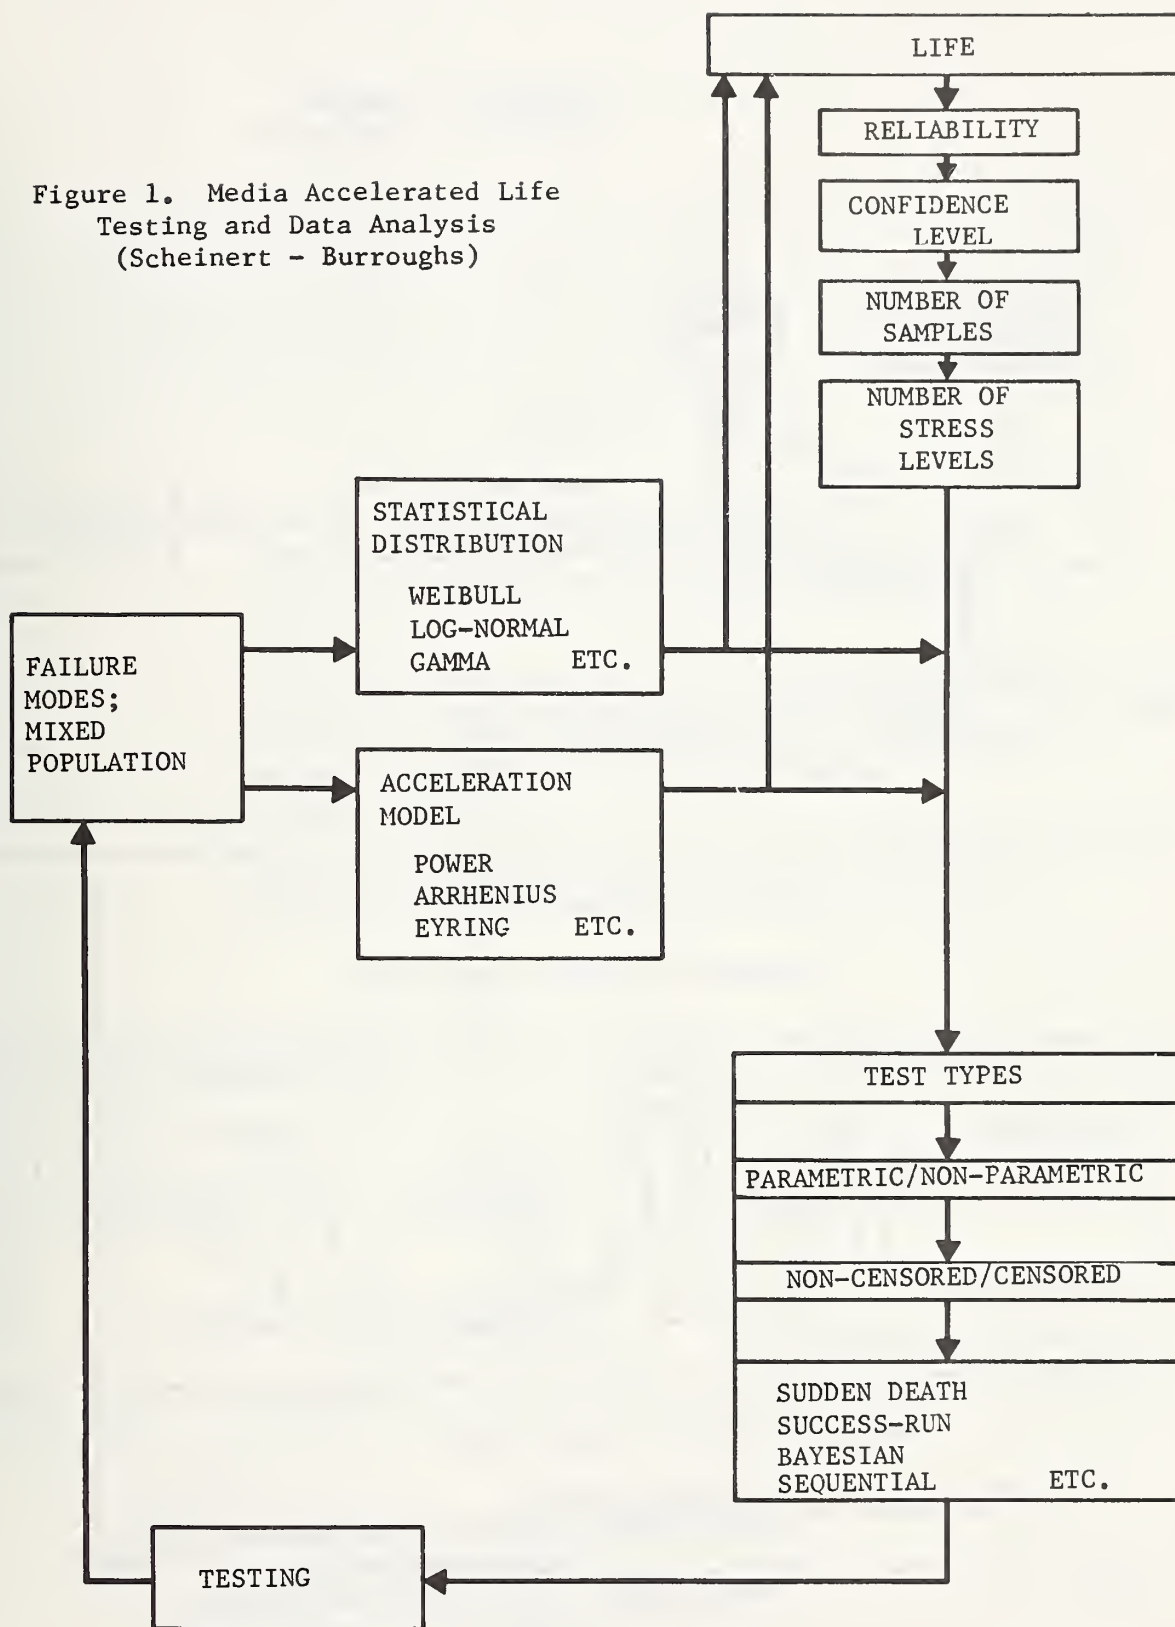 LIFE
RELIABILITY
Figure 1. Media Accelerated Life
Testing and Data Analysis
(Scheinert - Burroughs)
CONFIDENCE
LEVEL
NUMBER OF
SAMPLES
NUMBER OF
STRESS
LEVELS
STATISTICAL
DISTRIBUTION
WEIBULL
LOG-NORMAL
GAMMA ETC.
FAILURE
MODES;
MIXED
POPULATION
ACCELERATION
MODEL
POWER
ARRHENIUS
EYRING ETC.
TEST TYPES
PARAMETRIC/NON-PARAMETRIC
NON-CENSORED/CENSORED
SUDDEN DEATH
SUCCESS-RUN
BAYESIAN
SEQUENTIAL ETC.
TESTING